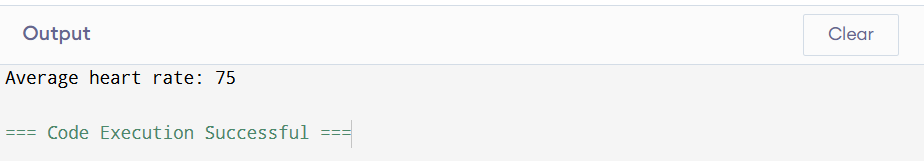 Output
Clear
Average heart rate: 75
=== Code Execution Successful ===